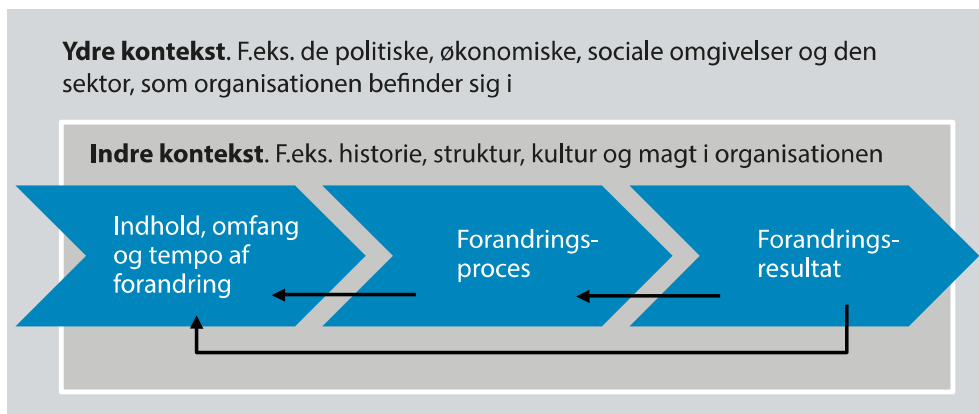 Ydre kontekst. F.eks. de politiske, økonomiske, sociale omgivelser og den
sektor, som organisationen befinder sig i
Indre kontekst. F.eks. historie, struktur, kultur og magt i organisationen
Indhold, omfang
og tempo af
forandring
Forandrings-
proces
Forandrings-
resultat